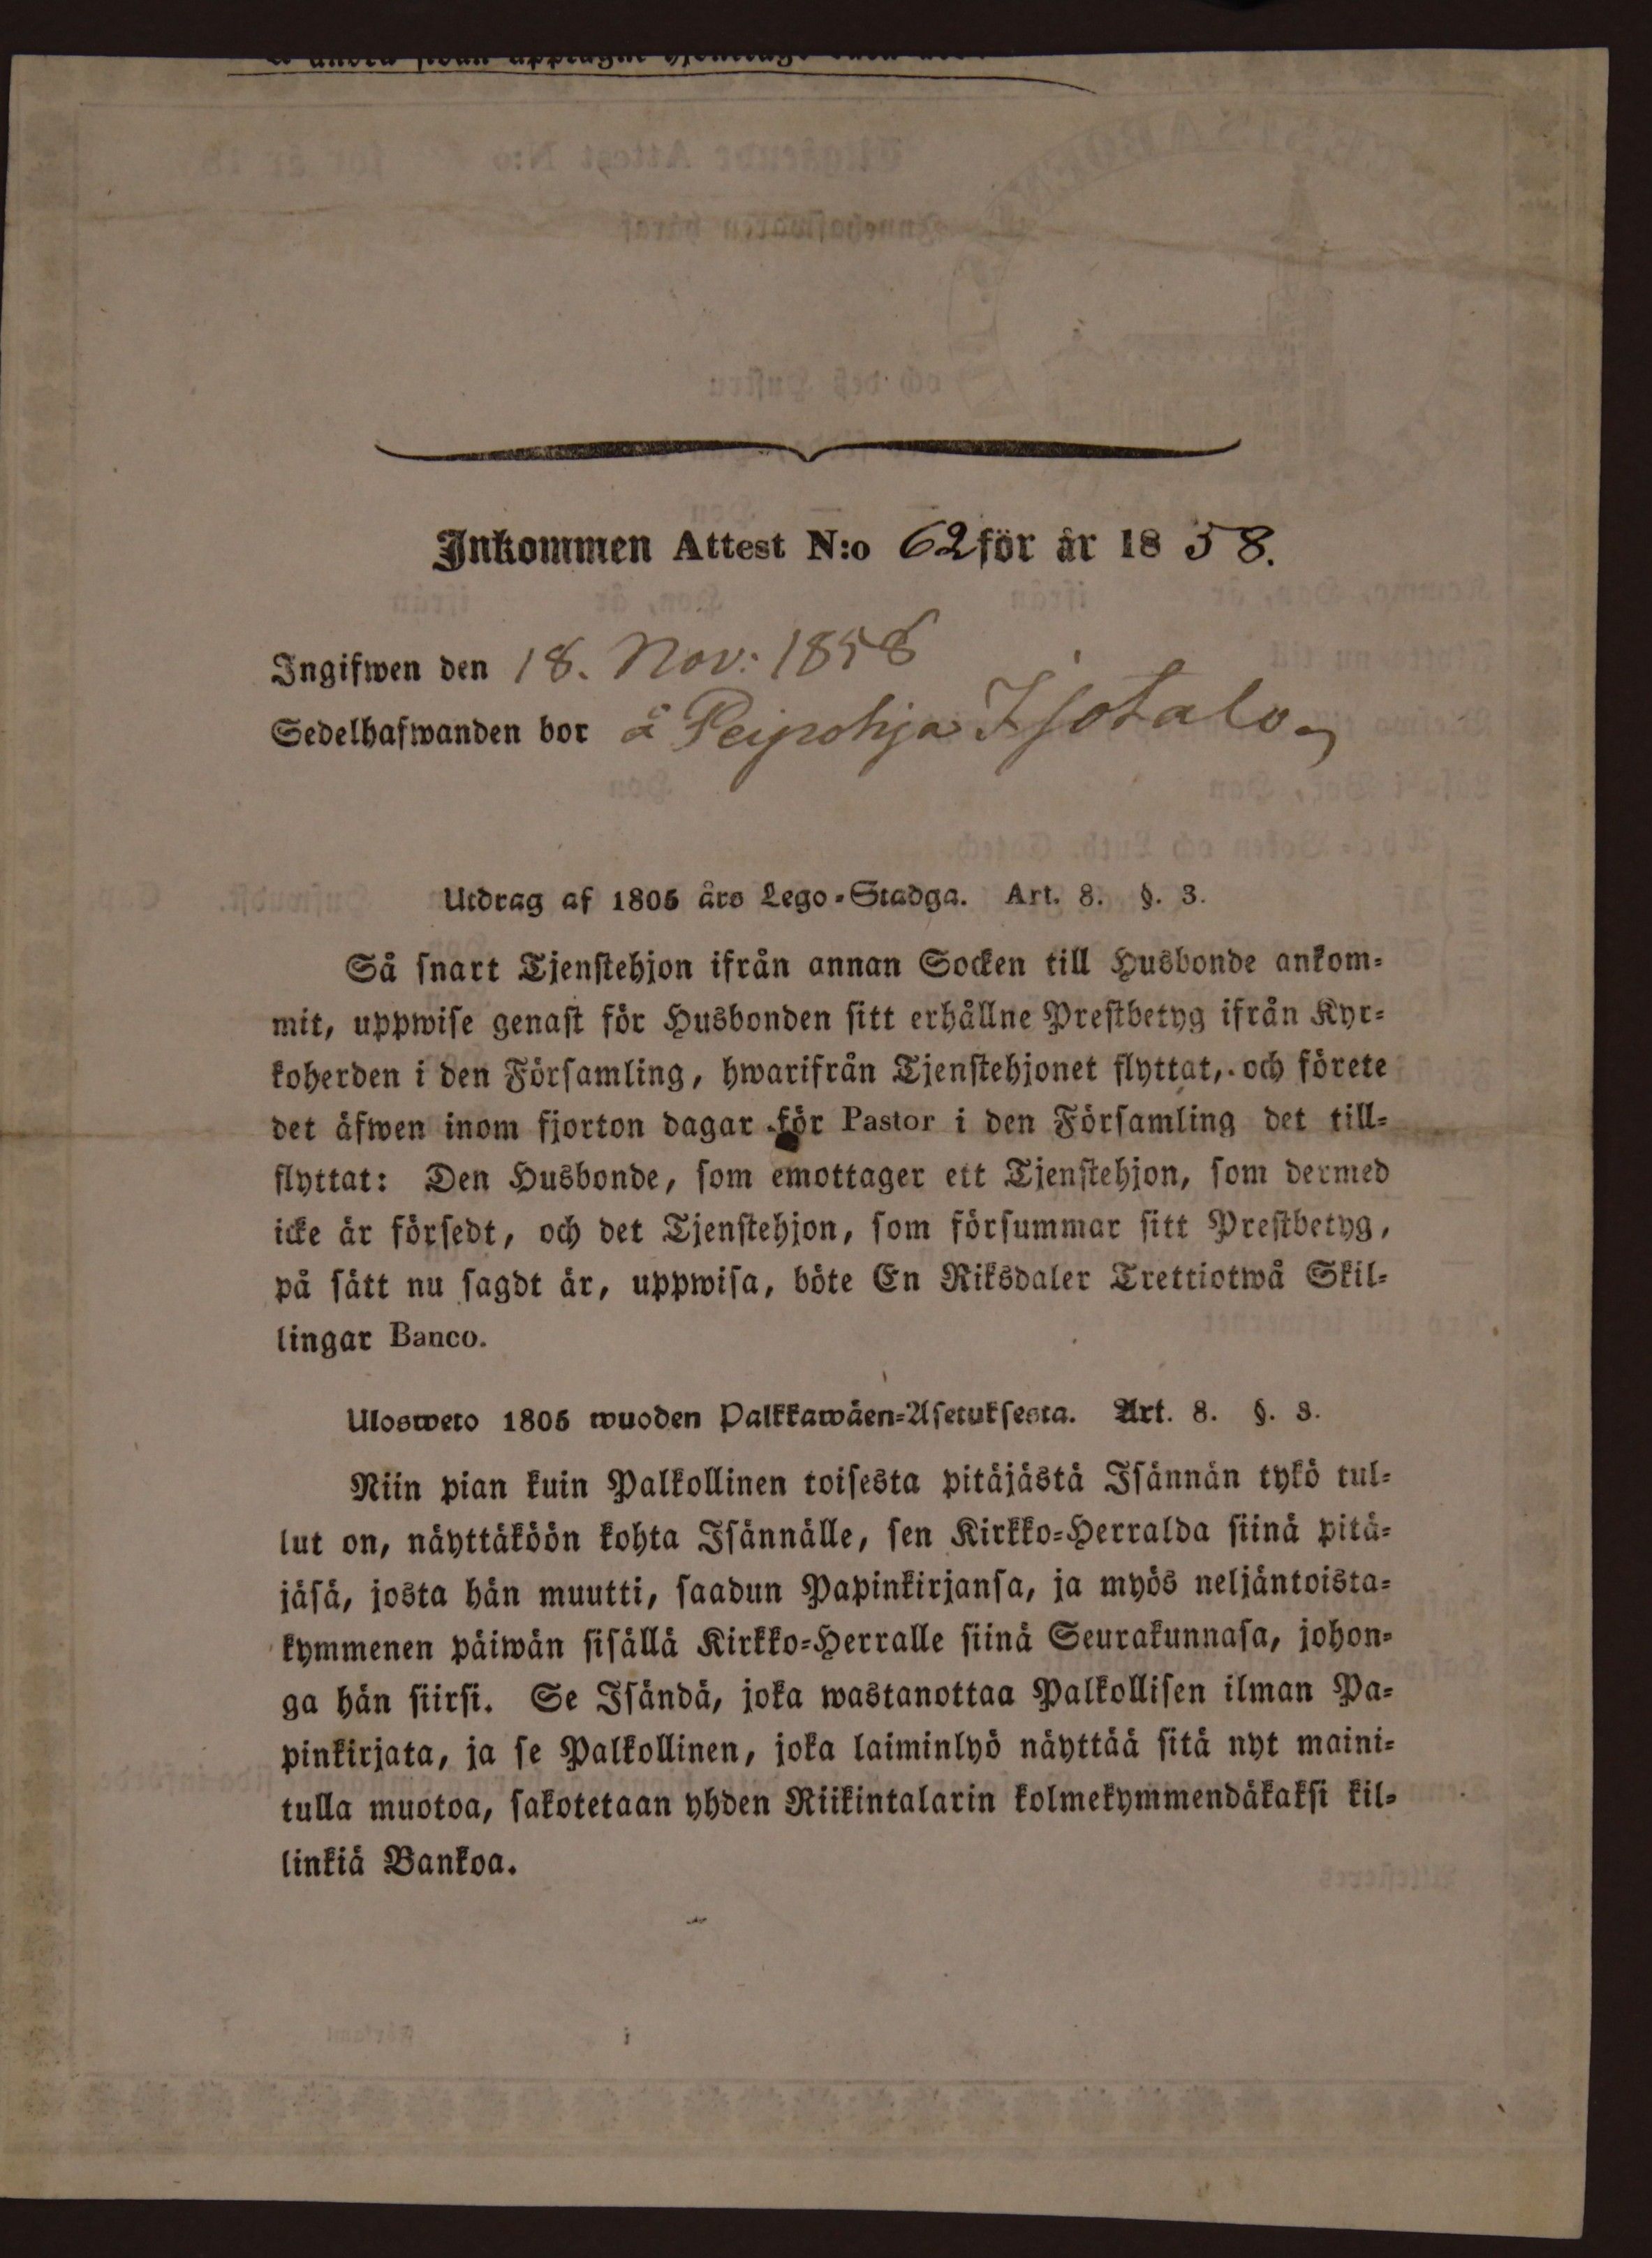 Inkommen Attest N:o 62 för år 1858.
Ingifwen den 18. Nov: 1858
Sedelhafwanden bor å Peipohja Isotalo
Utdrag af 1805 års Lego-Stadga. Art. 8. §. 3.
Så snart Tjenstehjon ifrån annan Socken till Husbonde ankom-
mit, uppwise genast för Husbonden sitt erhållne Prestbetyg ifrån Kyr-
koherden i den Församling, hwarifrån Tjenstehjonet flyttat, och förete
det äfwen inom fjorton dagar för Pastor i den Församling det till-
flyttat: Den Husbonde, som emottager ett Tjenstehjon, som dermed
icke är försedt, och det Tjenstehjon, som försummar sitt Prestbetyg,
på sätt nu sagdt är, uppwisa, böte En Riksdaler Trettiotwå Skil-
lingar Banco.
Ulosweto 1805 wuoden Palkkawäen-Asetuksesta. Art. 8. §. 3.
Niin pian kuin Palkollinen toisesta pitäjästä Isännän tykö tul-
lut on, näyttäköön kohta Isännälle, sen Kirkko-Herralda siinä pitä-
jäsä, josta hän muutti, saadun Papinkirjansa, ja myös neljäntoista-
kymmenen päiwän sisällä Kirkko-Herralle siinä Seurakunnasa, johon-
ga hän siirsi. Se Isändä, joka wastanottaa Palkollisen ilman Pa-
pinkirjata, ja se Palkollinen, joka laiminlyö näyttää sitä nyt maini-
tulla muotoa, sakotetaan yhden Riikintalarin kolmekymmendäkaksi kil-
linkiä Bankoa.